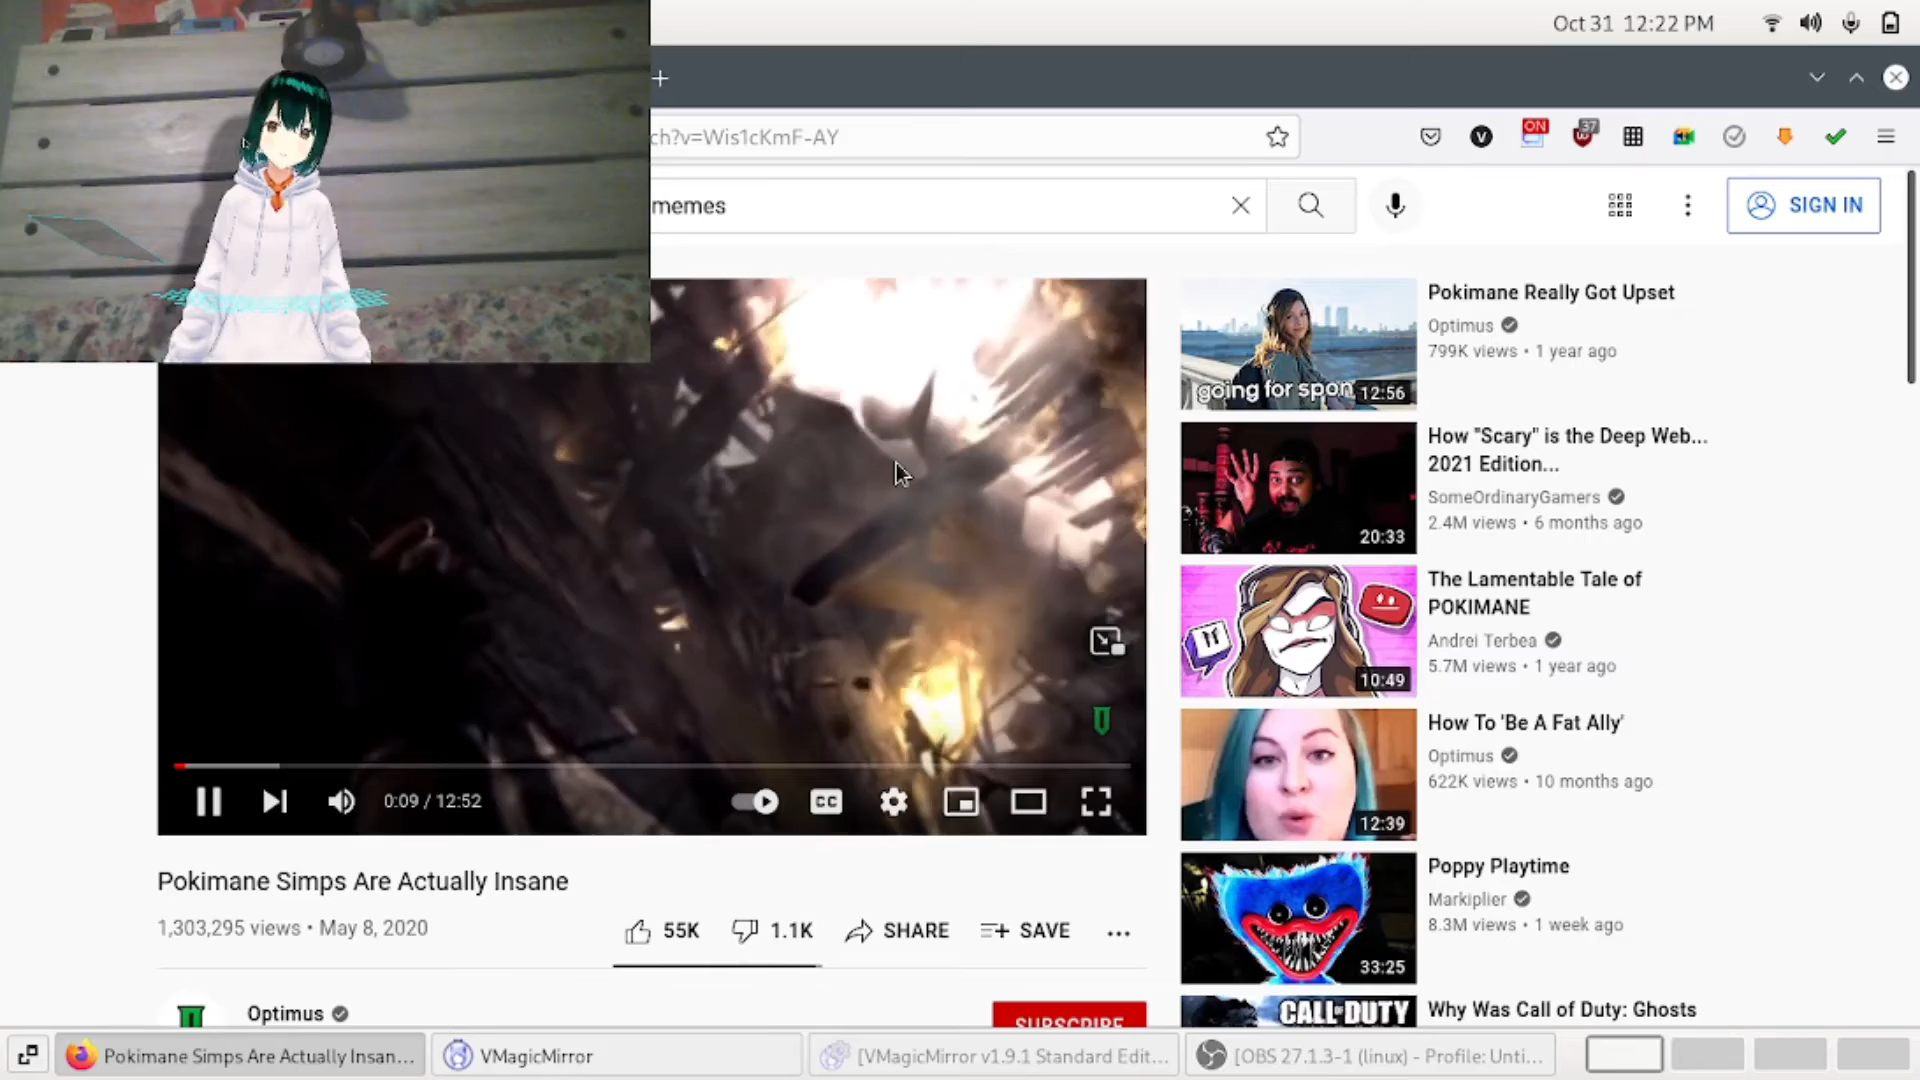 Oct 31 12:22 PM
ch?v=Wis1cKmF-AY
ON
37
memes
SIGN IN
0:09 / 12:52
CC
Pokimane Simps Are Actually Insane
1,303,295 views • May 8, 2020
55K
1.1K
SHARE
SAVE
Optimus
SUBSCRIBE
going for spon
12:56
Pokimane Really Got Upset
Optimus
799K views • 1 year ago
20:33
How "Scary" is the Deep Web...
2021 Edition...
SomeOrdinaryGamers
2.4M views • 6 months ago
10:49
The Lamentable Tale of
POKIMANE
Andrei Terbea
5.7M views • 1 year ago
12:39
How To 'Be A Fat Ally'
Optimus
622K views • 10 months ago
33:25
Poppy Playtime
Markiplier
8.3M views • 1 week ago
CALL OF DUTY
Why Was Call of Duty: Ghosts
Pokimane Simps Are Actually Insan...
VMagicMirror
[VMagicMirror v1.9.1 Standard Edit...
[OBS 27.1.3-1 (linux) - Profile: Unti...